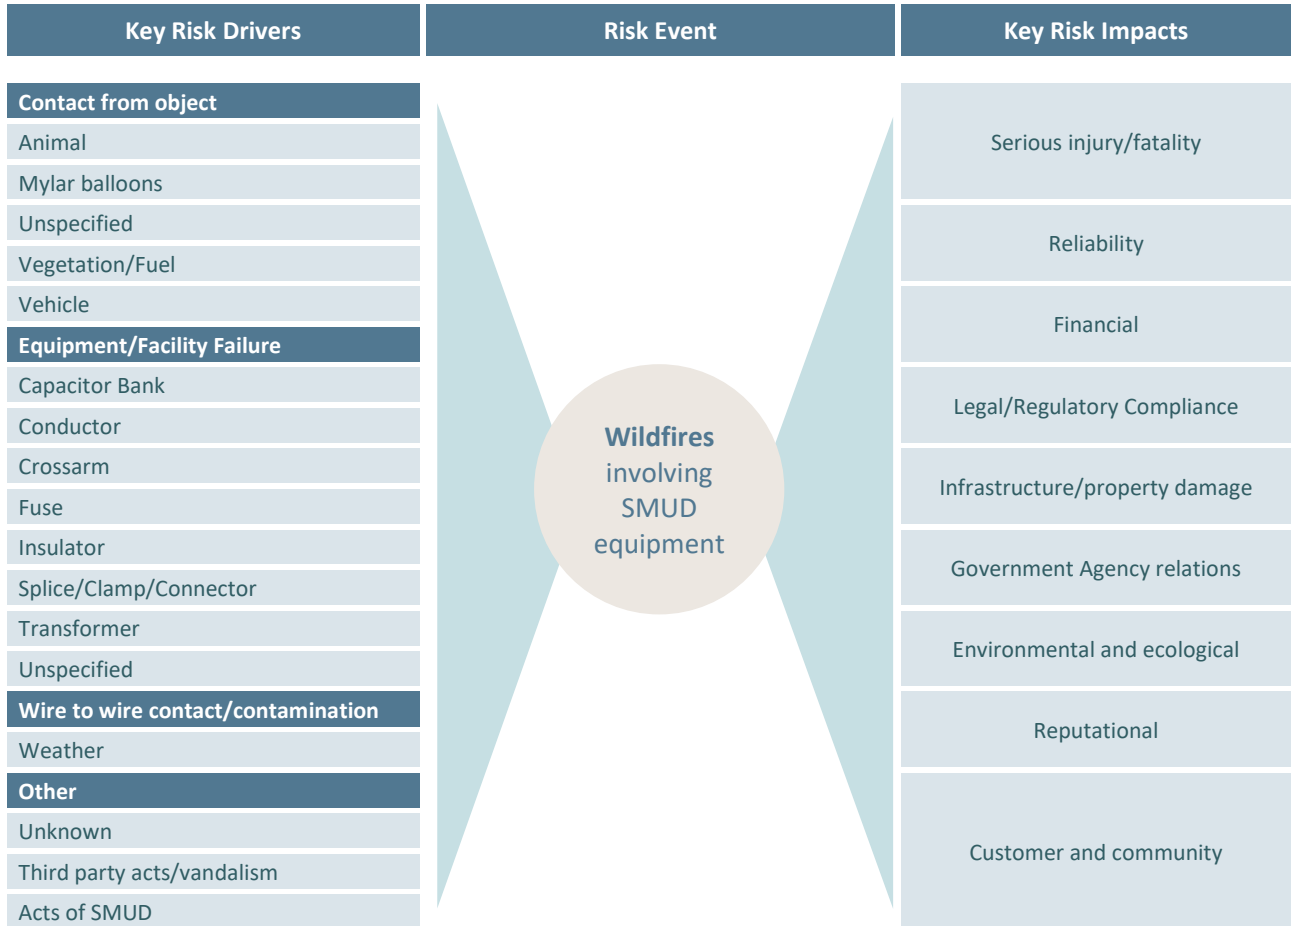 Key Risk Drivers
Risk Event
Key Risk Impacts
Contact from object
Animal
Mylar balloons
Unspecified
Vegetation/Fuel
Vehicle
Equipment/Facility Failure
Capacitor Bank
Conductor
Crossarm
Fuse
Insulator
Splice/Clamp/Connector
Transformer
Unspecified
Wire to wire contact/contamination
Weather
Other
Unknown
Third party acts/vandalism
Acts of SMUD
Wildfires
involving
SMUD
equipment
Serious injury/fatality
Reliability
Financial
Legal/Regulatory Compliance
Infrastructure/property damage
Government Agency relations
Environmental and ecological
Reputational
Customer and community